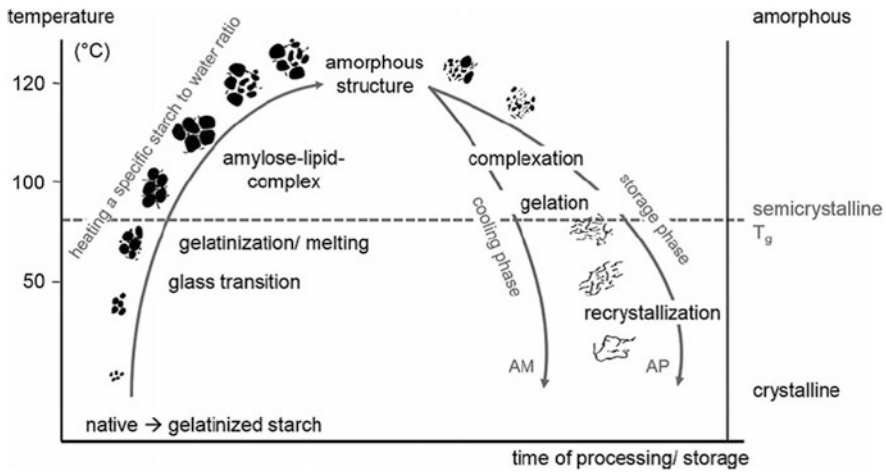 temperature
(°C)
120
100
50
heating a specific starch to water ratio
amorphous
structure
amylose-lipid-
complex
gelatinization/ melting
glass transition
native → gelatinized starch
complexation
gelation
recrystallization
cooling phase
storage phase
AM
AP
amorphous
semicrystalline
Tg
crystalline
time of processing/ storage